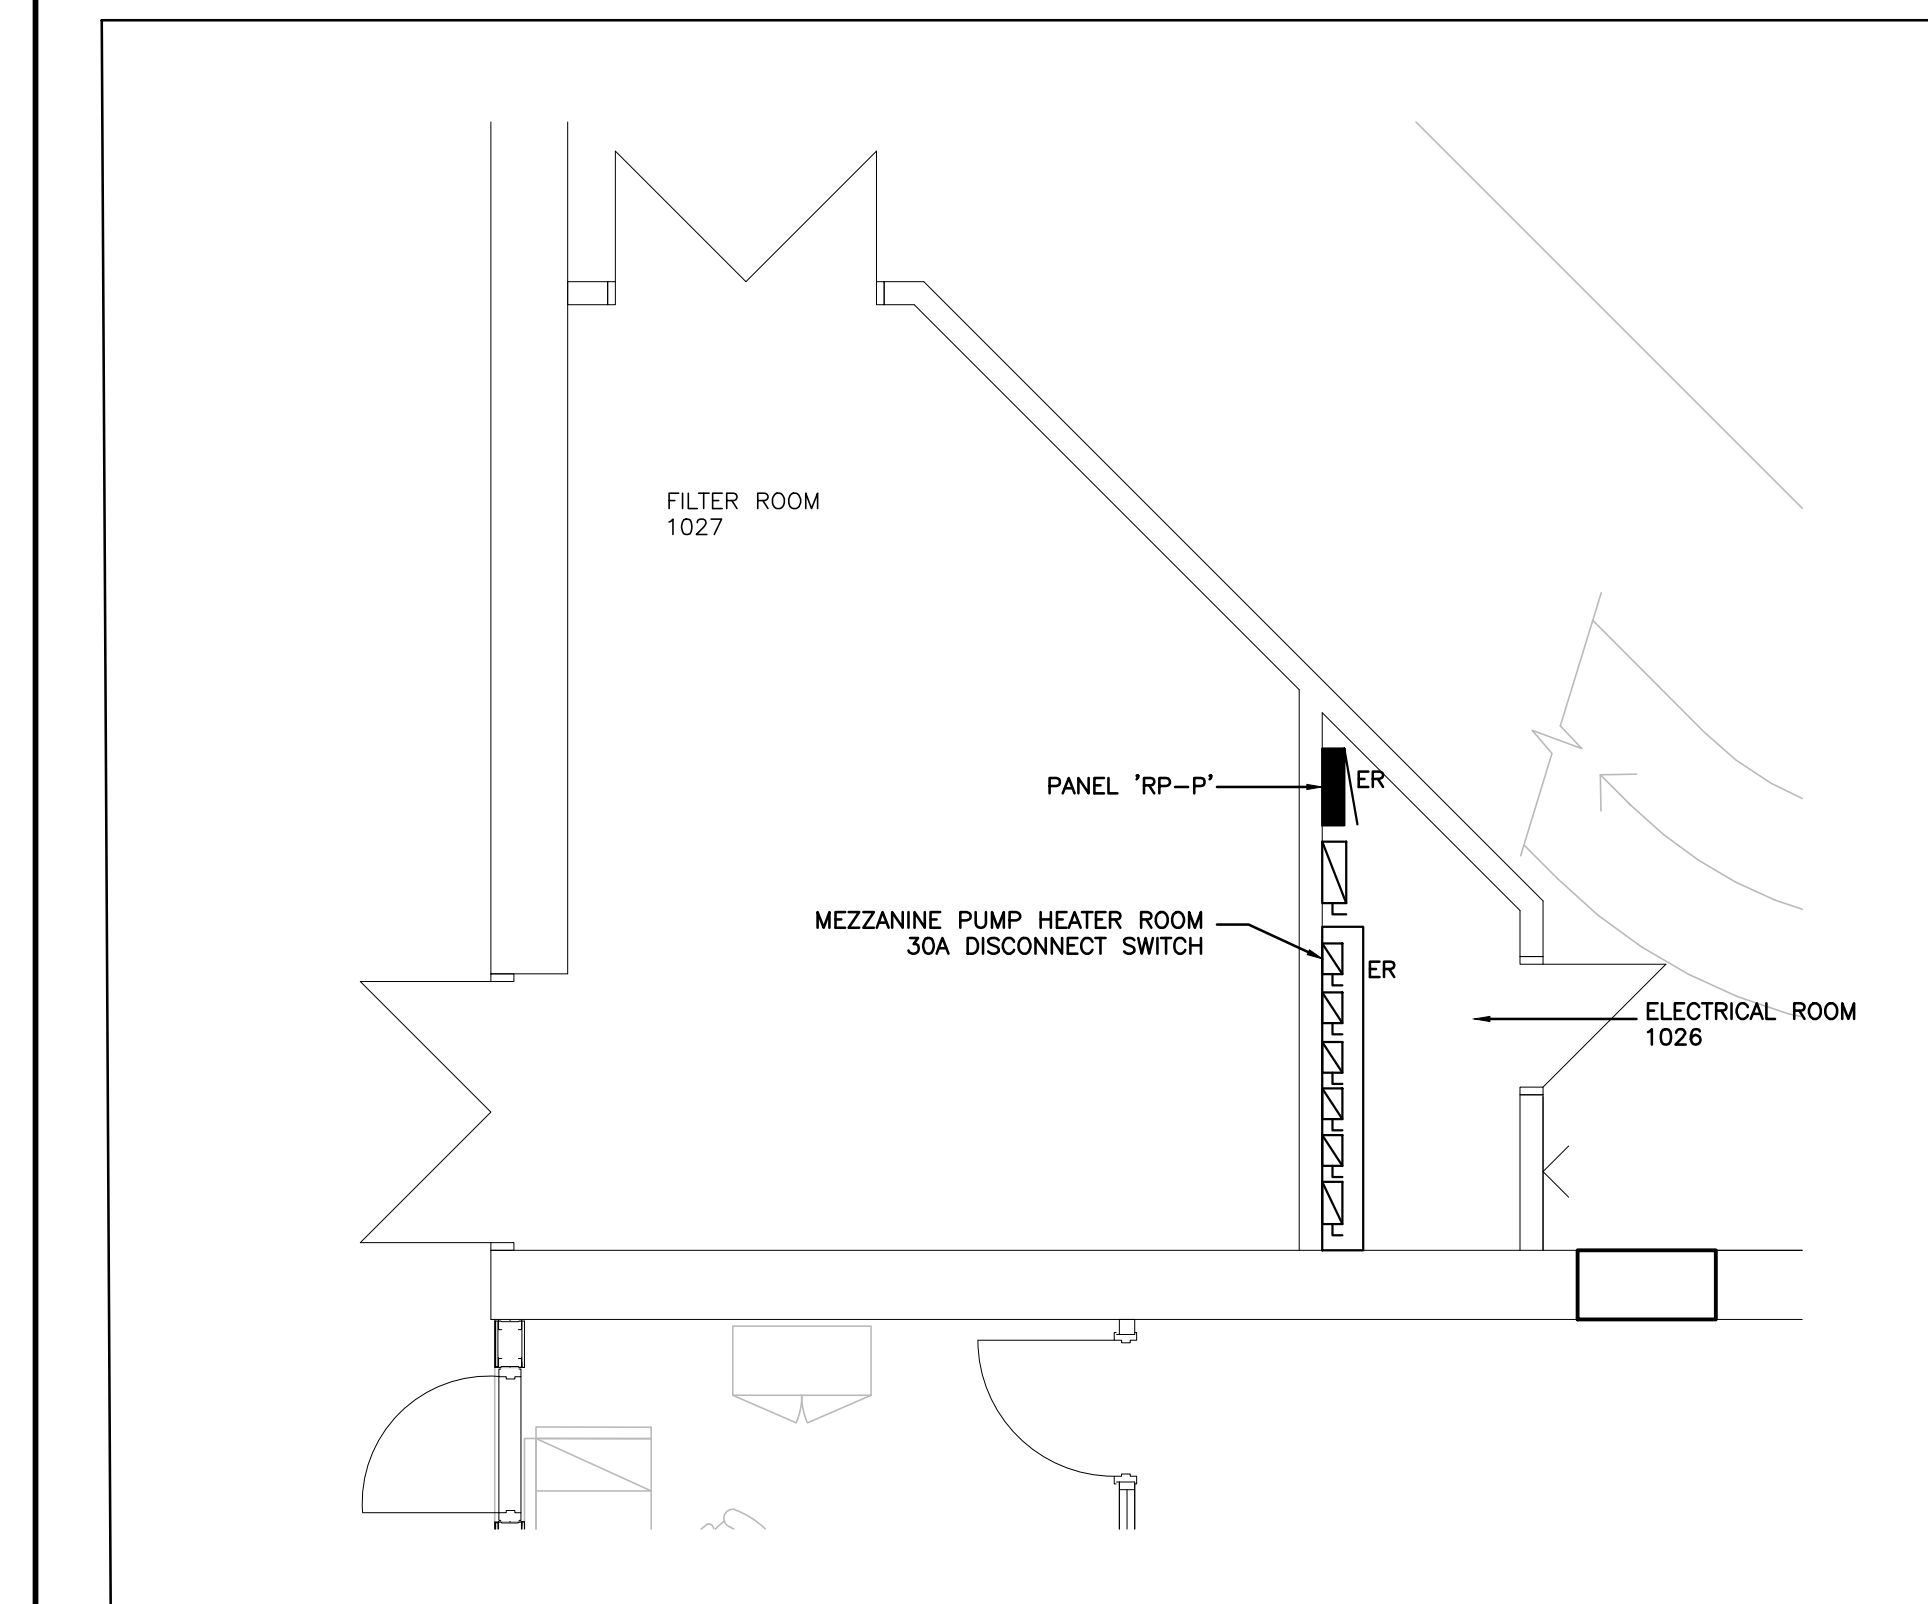 FILTER ROOM
1027
PANEL 'RP-P'
ER
MEZZANINE PUMP HEATER ROOM
30A DISCONNECT SWITCH
ER
ELECTRICAL ROOM
1026